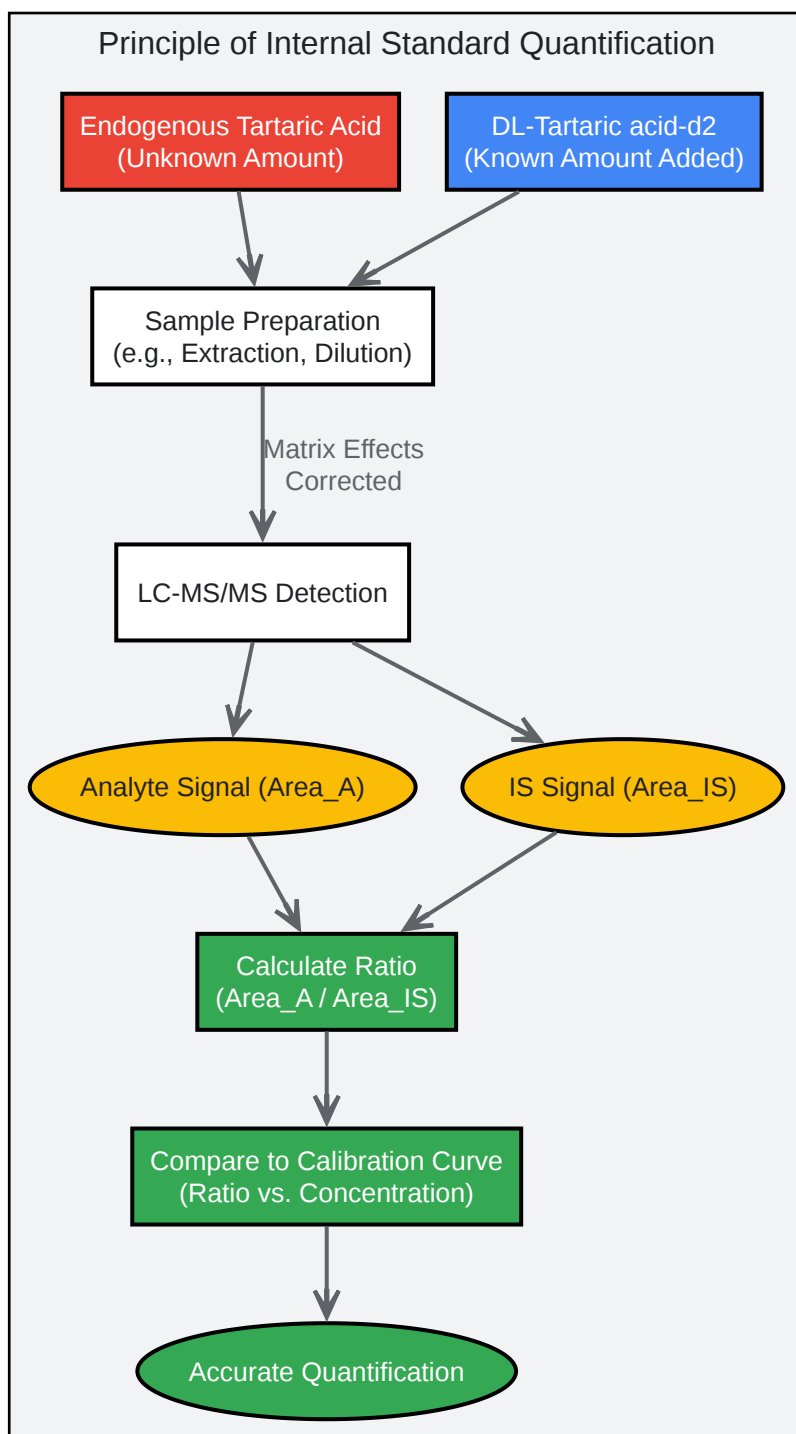 Principle of Internal Standard Quantification
Endogenous Tartaric Acid
(Unknown Amount)
DL-Tartaric acid-d2
(Known Amount Added)
Sample Preparation
(e.g., Extraction, Dilution)
Matrix Effects
Corrected
LC-MS/MS Detection
Analyte Signal (Area_A)
IS Signal (Area_IS)
Calculate Ratio
(Area_A / Area_IS)
Compare to Calibration Curve
(Ratio vs. Concentration)
Accurate Quantification